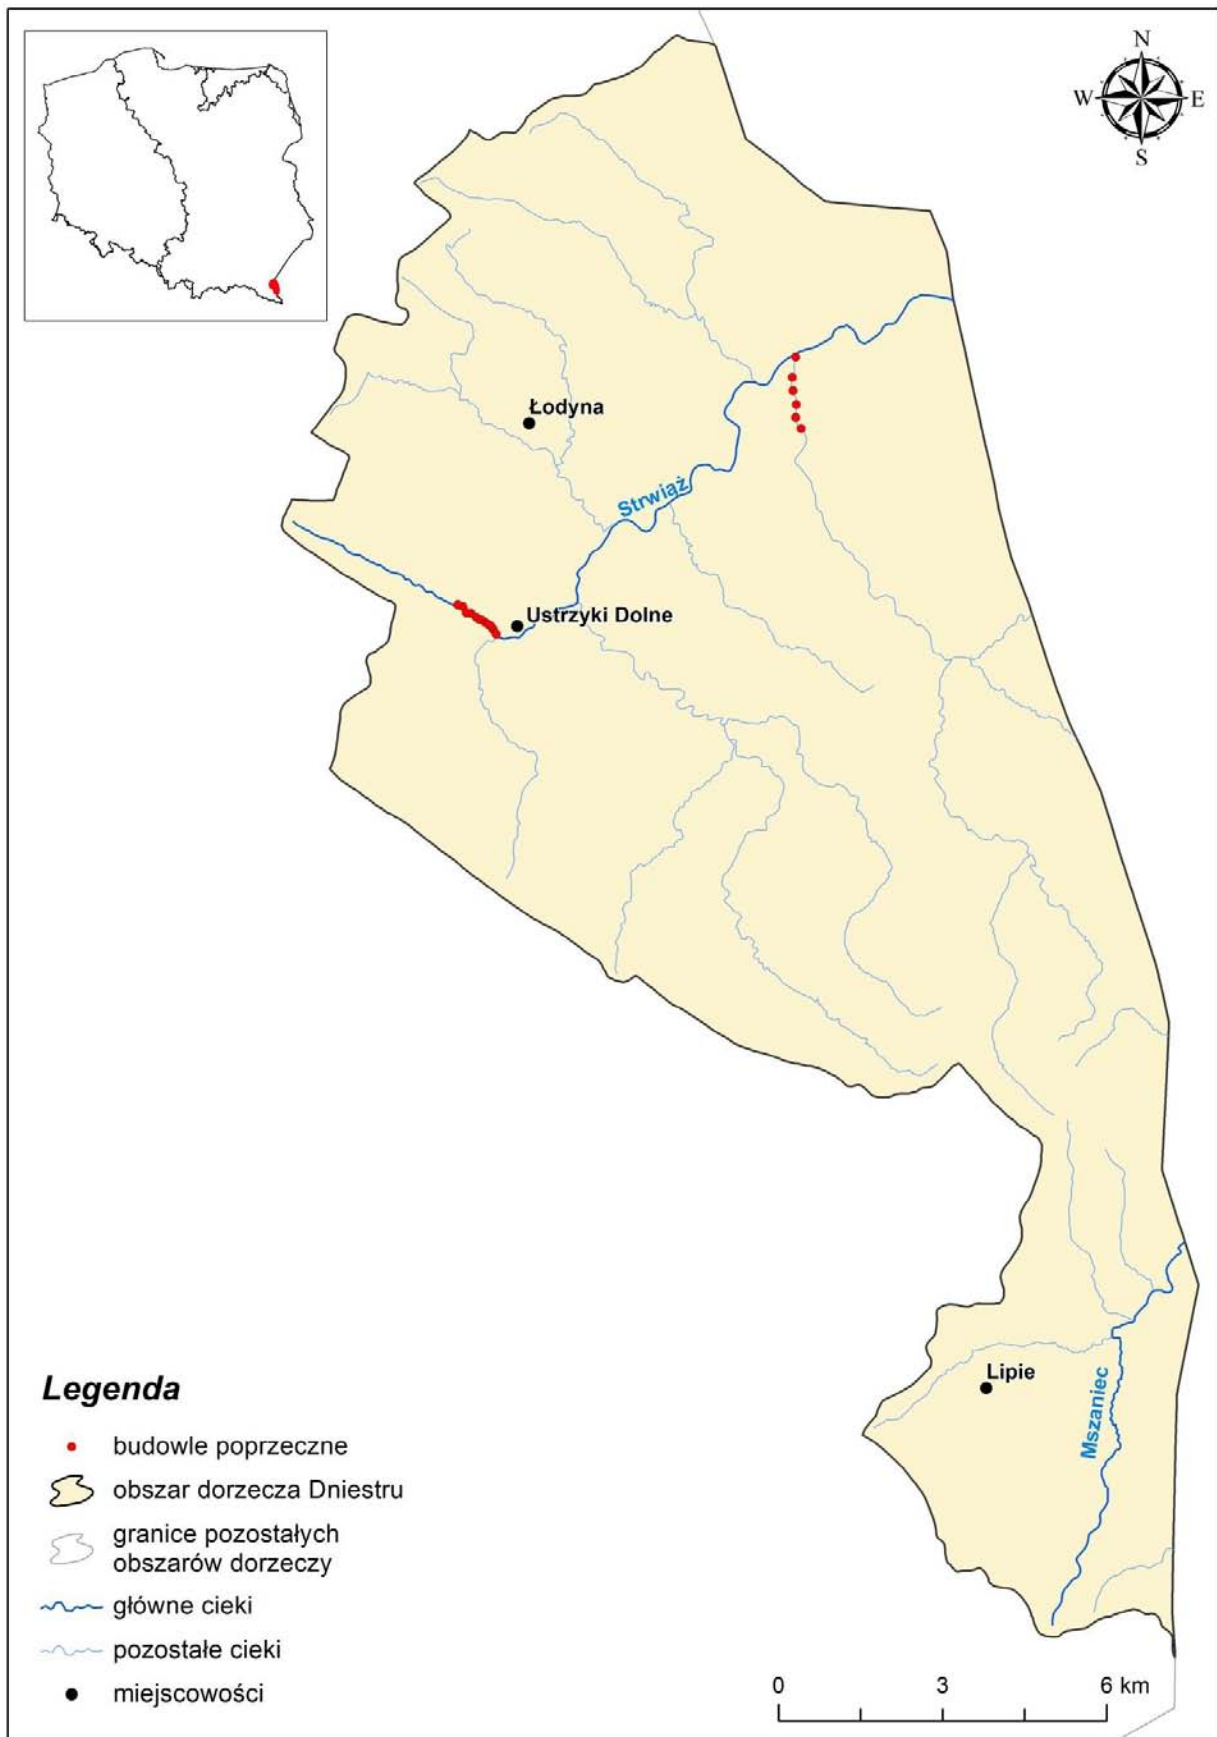 N
W E
S
Łodyna
Strwiąż
Ustrzyki Dolne
Lipie
Mszaniec
Legenda
budowle poprzeczne
obszar dorzecza Dniestru
granice pozostałych
obszarów dorzeczy
główne cieki
pozostałe cieki
miejscowości
0 3 6 km